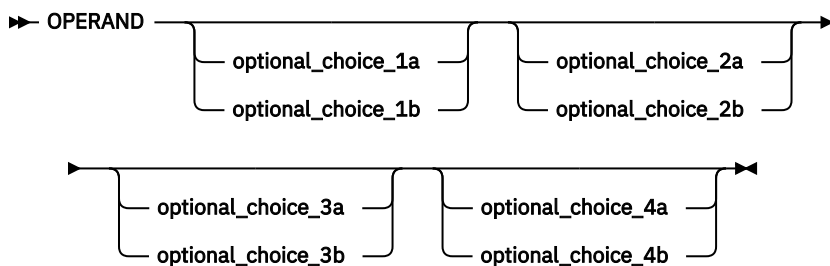 OPERAND
optional_choice_1a
optional_choice_2a
optional_choice_1b
optional_choice_2b
optional_choice_3a
optional_choice_4a
optional_choice_3b
optional_choice_4b